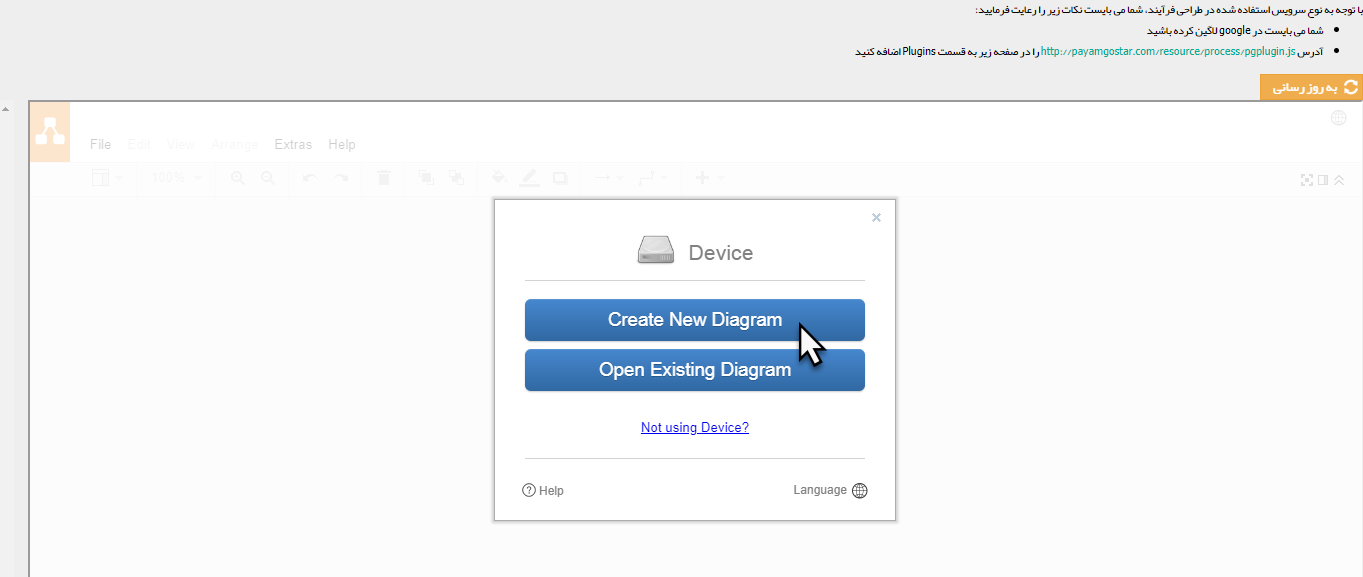 با توجه به نوع سرویس استفاده شده در طراحی فرآیند، شما می بایست نکات زیر را رعایت فرمایید:
شما می بایست در google لاگین کرده باشید
آدرس http://payamgostar.com/resource/process/pgplugin.js را در صفحه زیر به قسمت Plugins اضافه کنید
به روز رسانی
File Edit View Arrange Extras Help
100%
Device
Create New Diagram
Open Existing Diagram
Not using Device?
Help Language